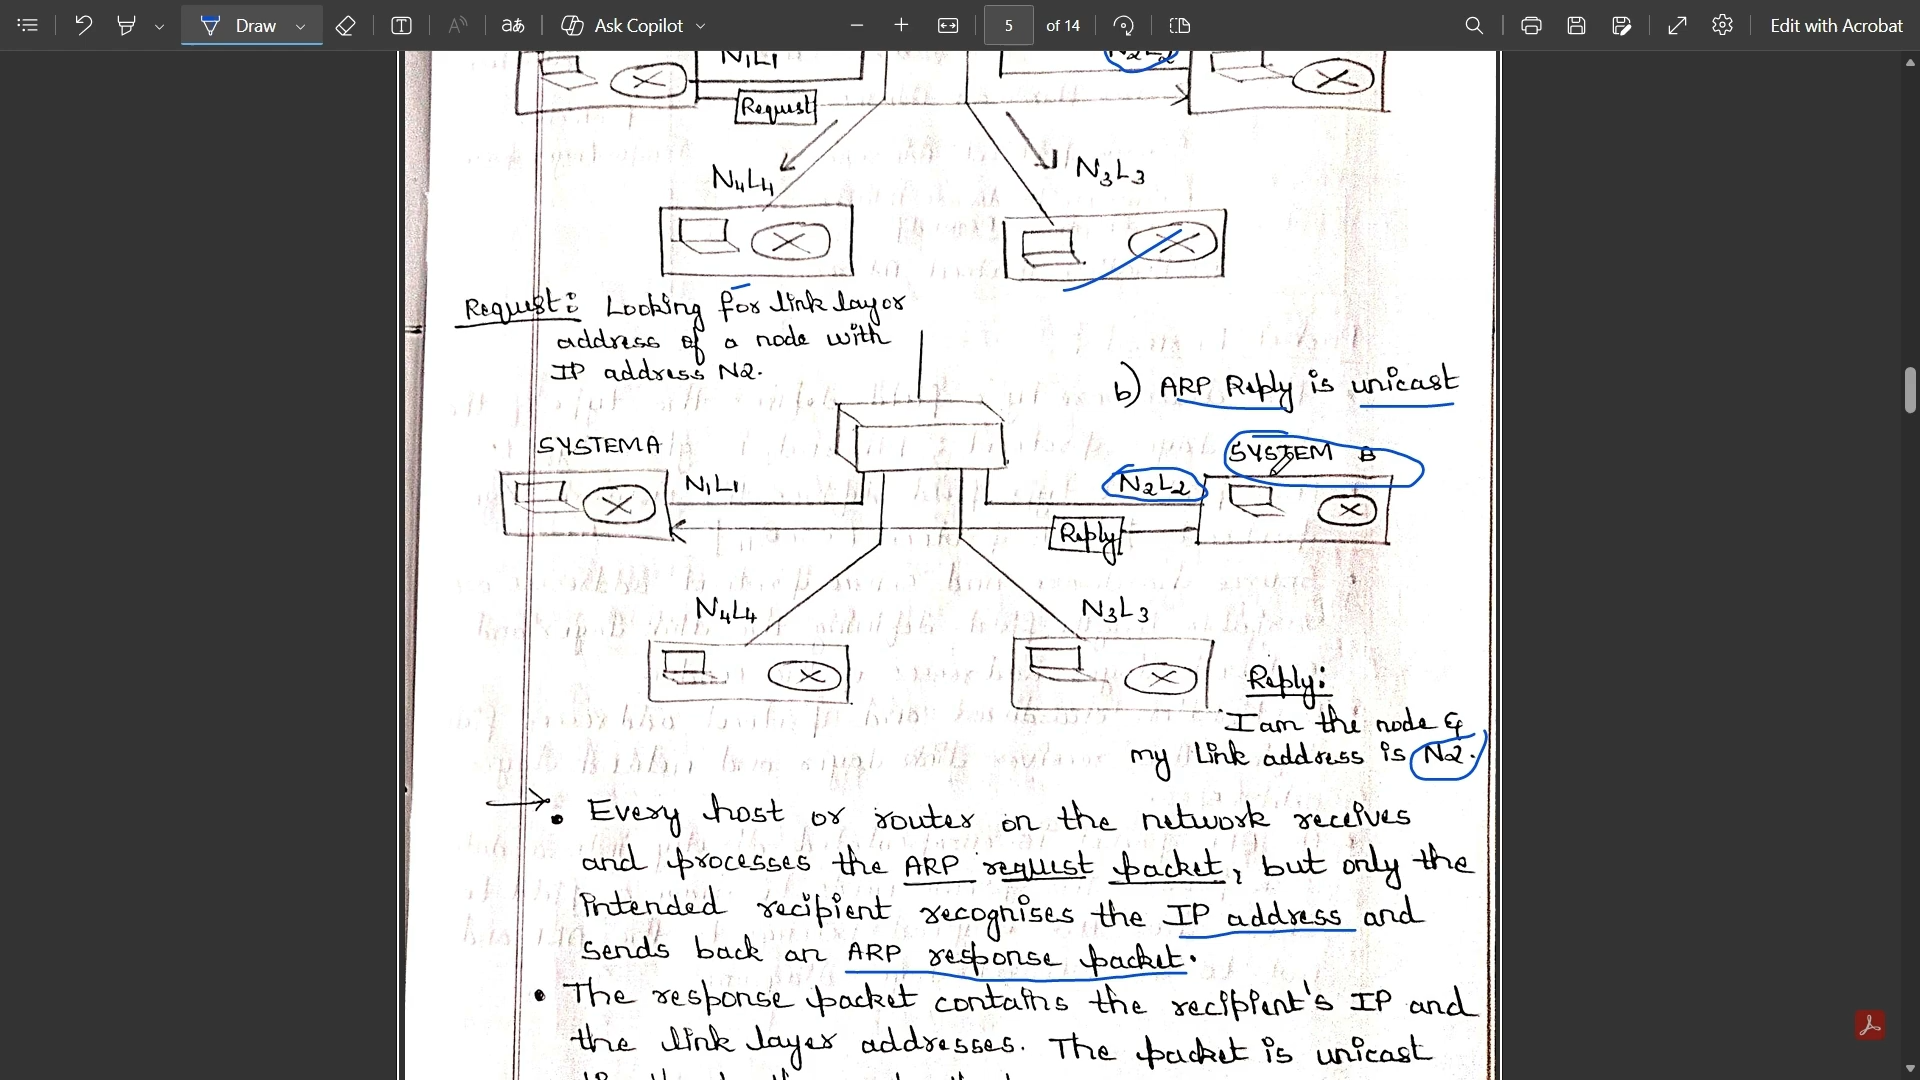 Draw
aあ
Ask Copilot
5
of 14
Edit with Acrobat
N1L1
Request
N4L4
N3L3
Request: Looking for link layer
address of a node with
IP address N2.
b) ARP Reply is unicast
SYSTEM A
SYSTEM B
N1L1
N2L2
Reply
N4L4
N3L3
Reply:
I am the node &
my link address is N2.
→ • Every host or router on the network receives
and processes the ARP request packet, but only the
intended recipient recognises the IP address and
sends back an ARP response packet.
• The response packet contains the recipient's IP and
the link layer addresses. The packet is unicast